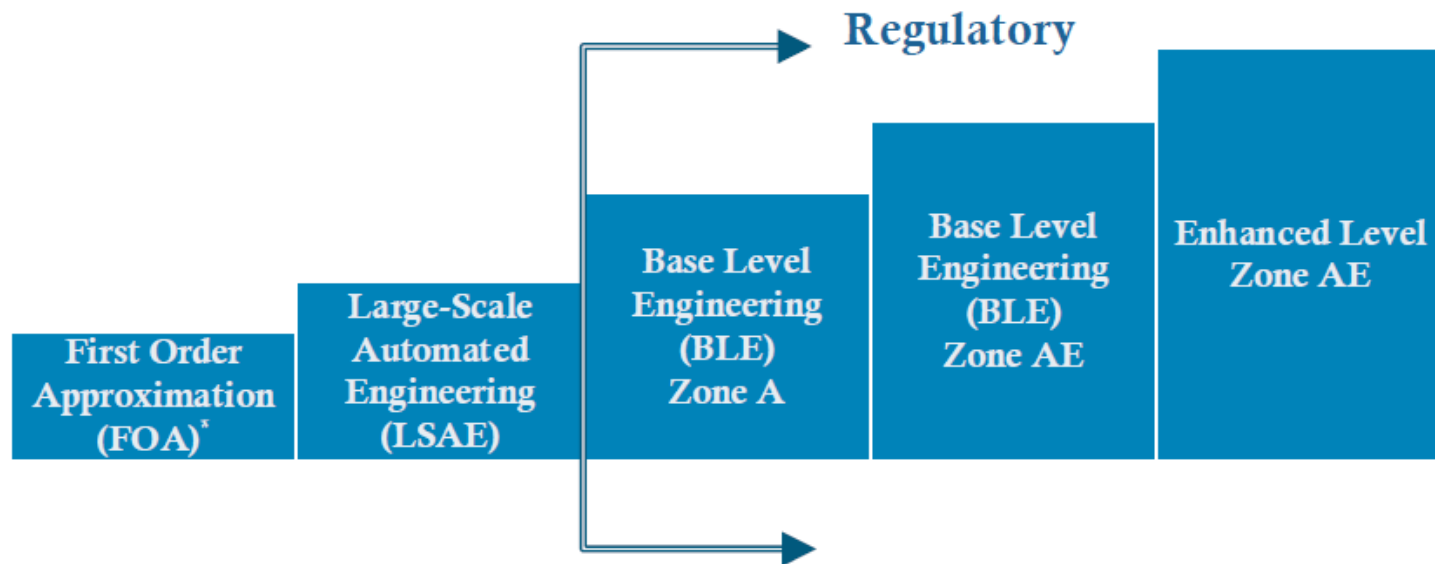 Regulatory
First Order
Approximation
(FOA)*
Large-Scale
Automated
Engineering
(LSAE)
Base Level
Engineering
(BLE)
Zone A
Base Level
Engineering
(BLE)
Zone AE
Enhanced Level
Zone AE